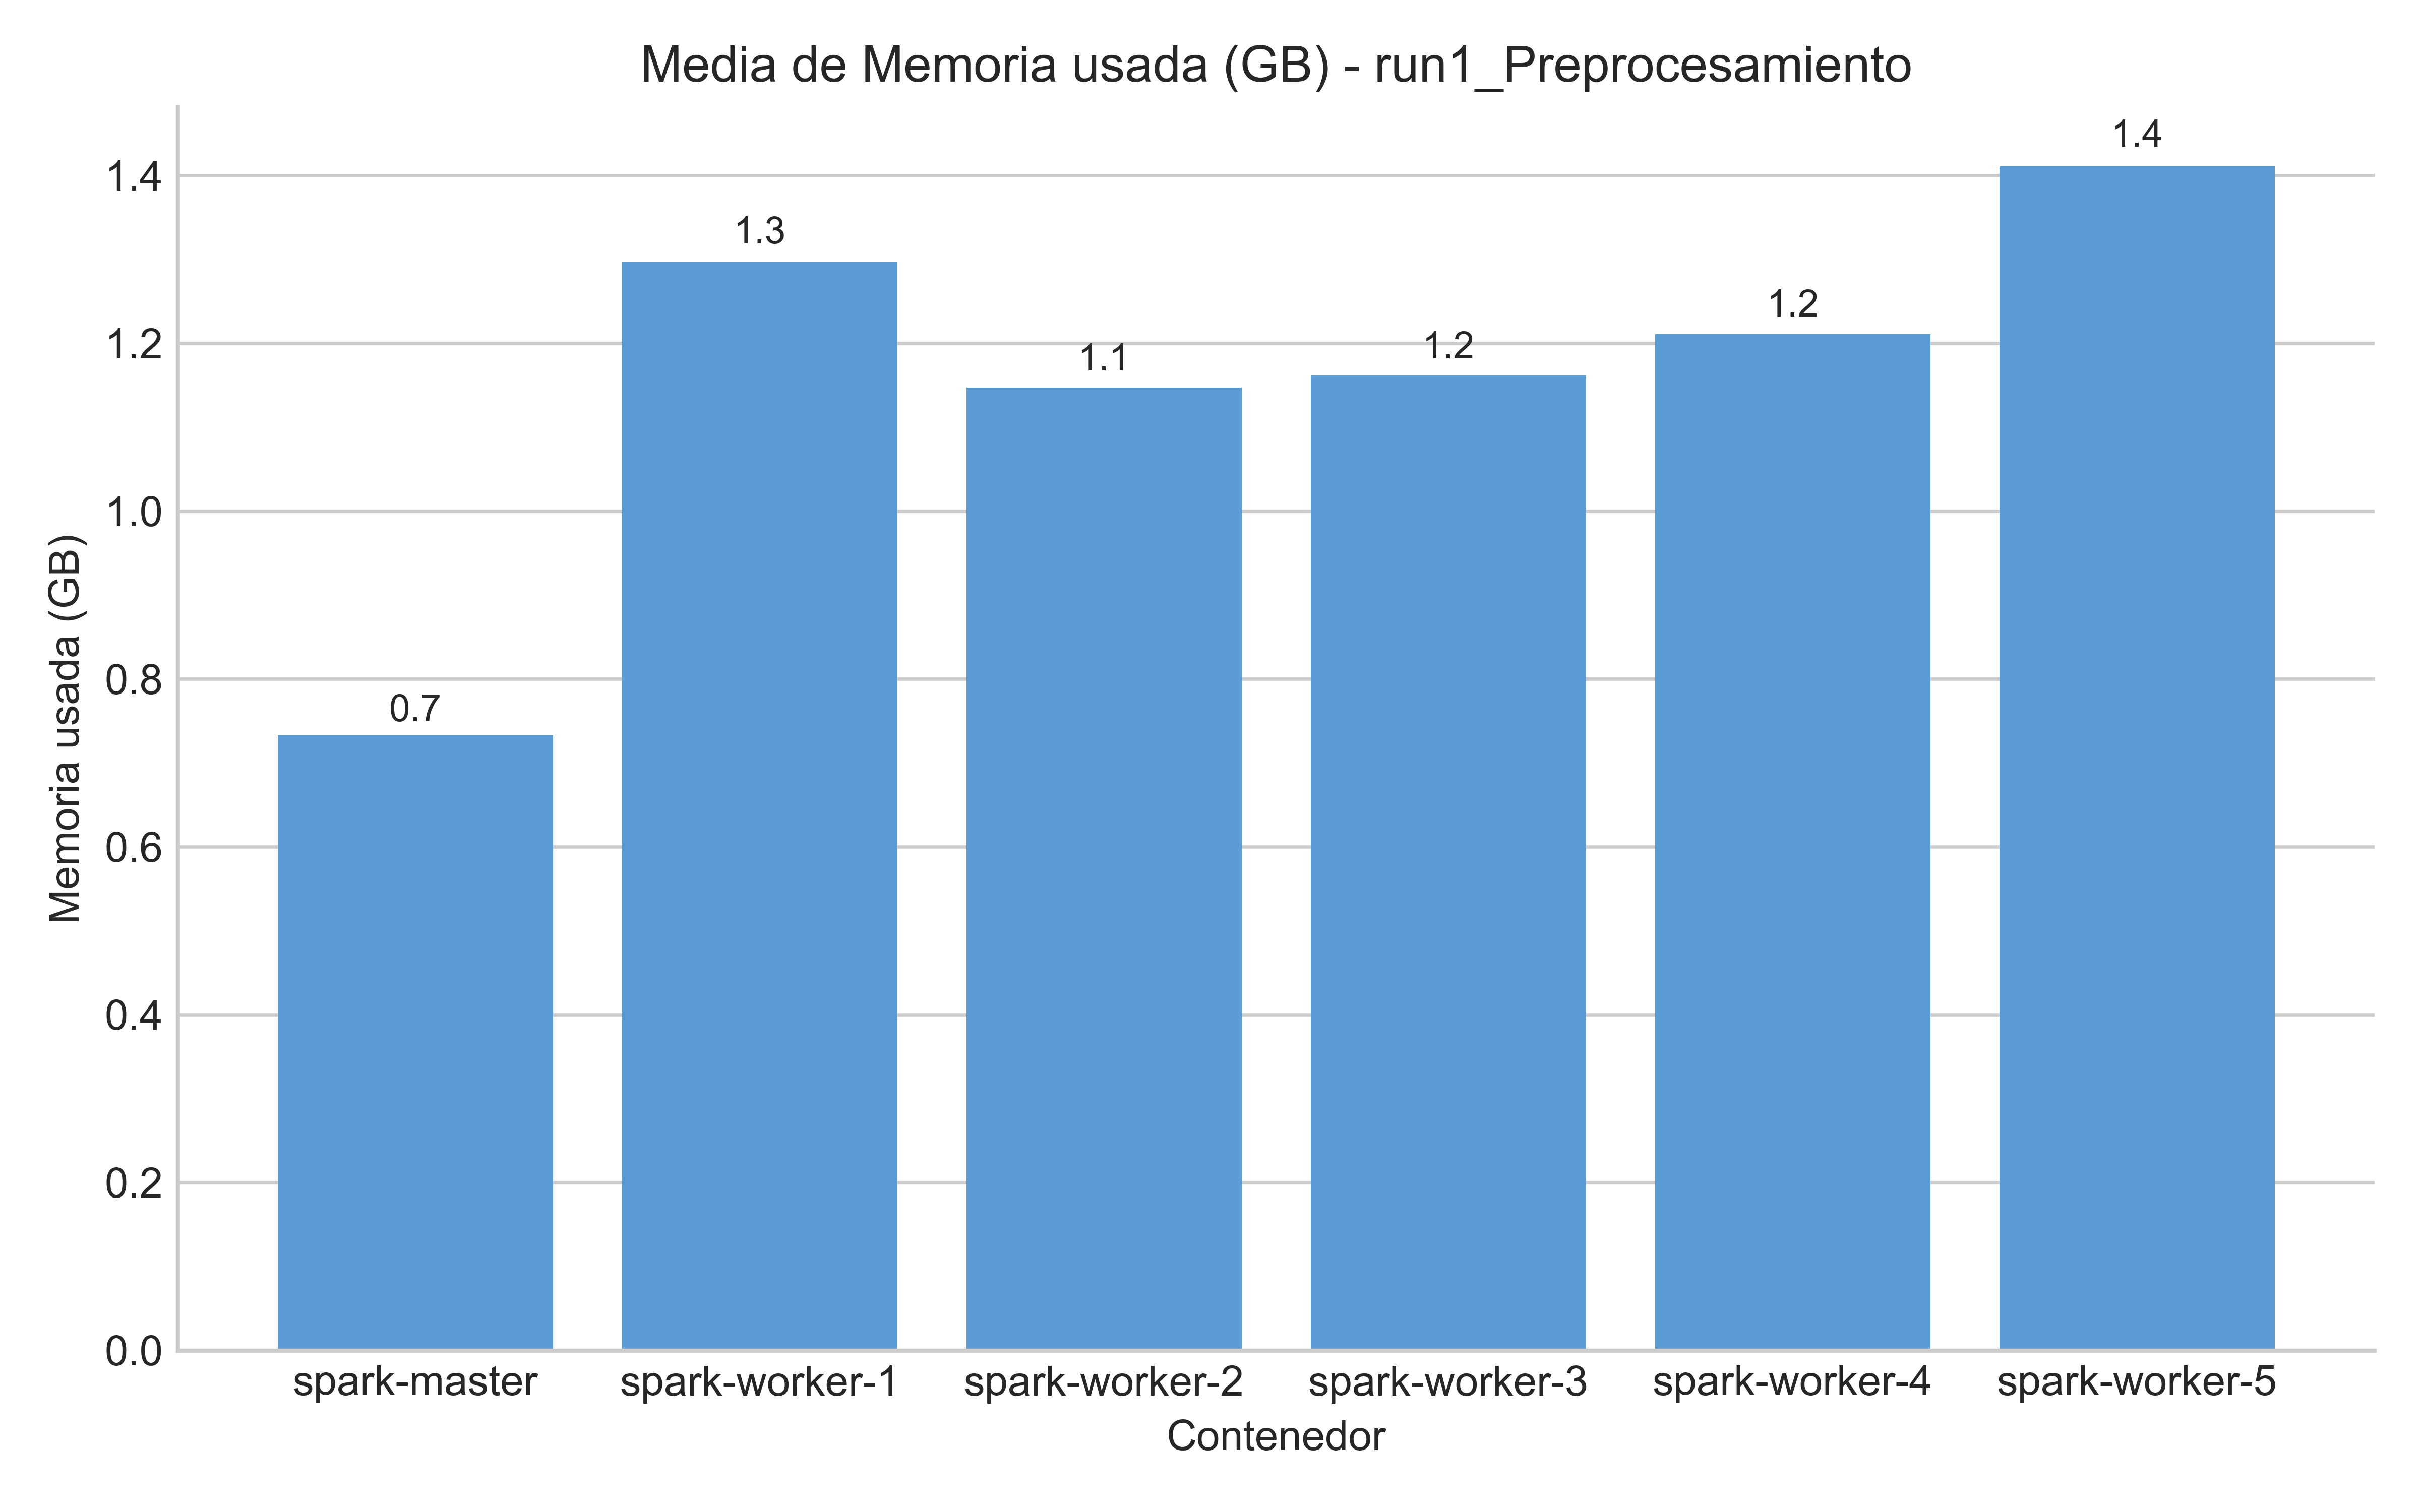 Media de Memoria usada (GB) - run1_Preprocesamiento
Memoria usada (GB)
1.4
1.2
1.0
0.8
0.6
0.4
0.2
0.0
0.7
1.3
1.1
1.2
1.2
1.4
spark-master
spark-worker-1
spark-worker-2
spark-worker-3
spark-worker-4
spark-worker-5
Contenedor